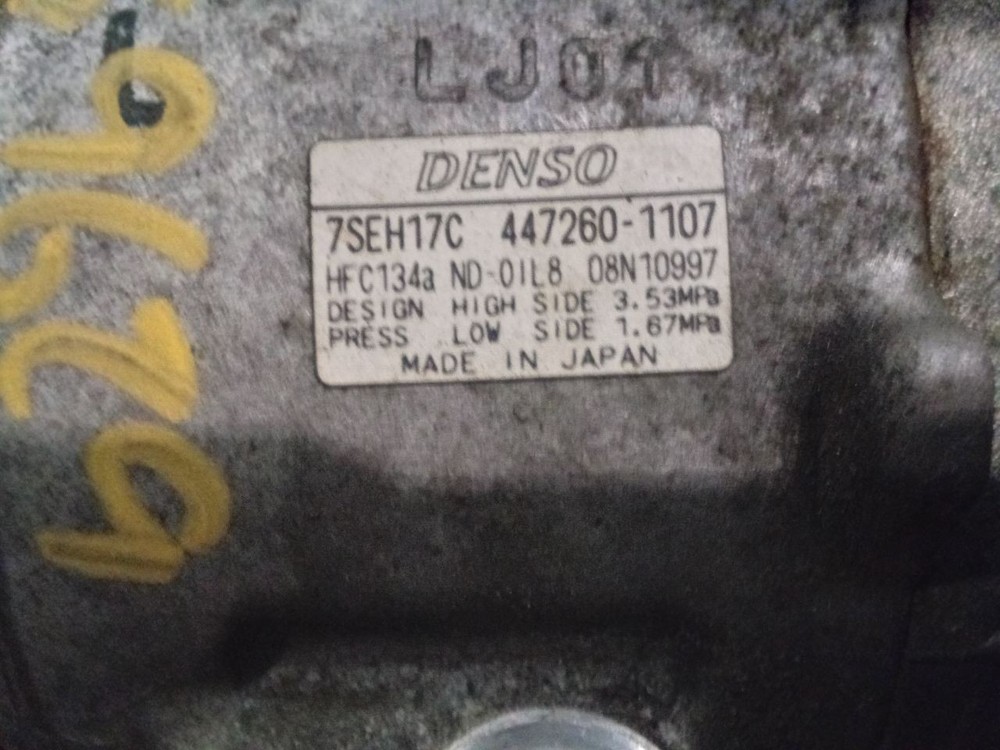 LJ01
DENSO
7SEH17C 447260-1107
HFC134a ND-OIL8 08N10997
DESIGN HIGH SIDE 3.53MPa
PRESS LOW SIDE 1.67MPa
MADE IN JAPAN
9629